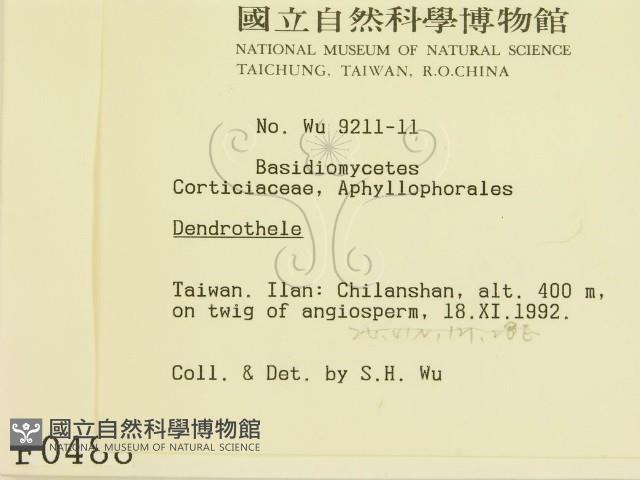 國立自然科學博物館
NATIONAL MUSEUM OF NATURAL SCIENCE
TAICHUNG, TAIWAN, R.O.CHINA
No. Wu 9211-11
Basidiomycetes
Corticiaceae, Aphyllophorales
Dendrothele
Taiwan. Ilan: Chilanshan, alt. 400 m,
on twig of angiosperm, 18.XI.1992.
Coll. & Det. by S.H. Wu
國立自然科學博物館
NATIONAL MUSEUM OF NATURAL SCIENCE